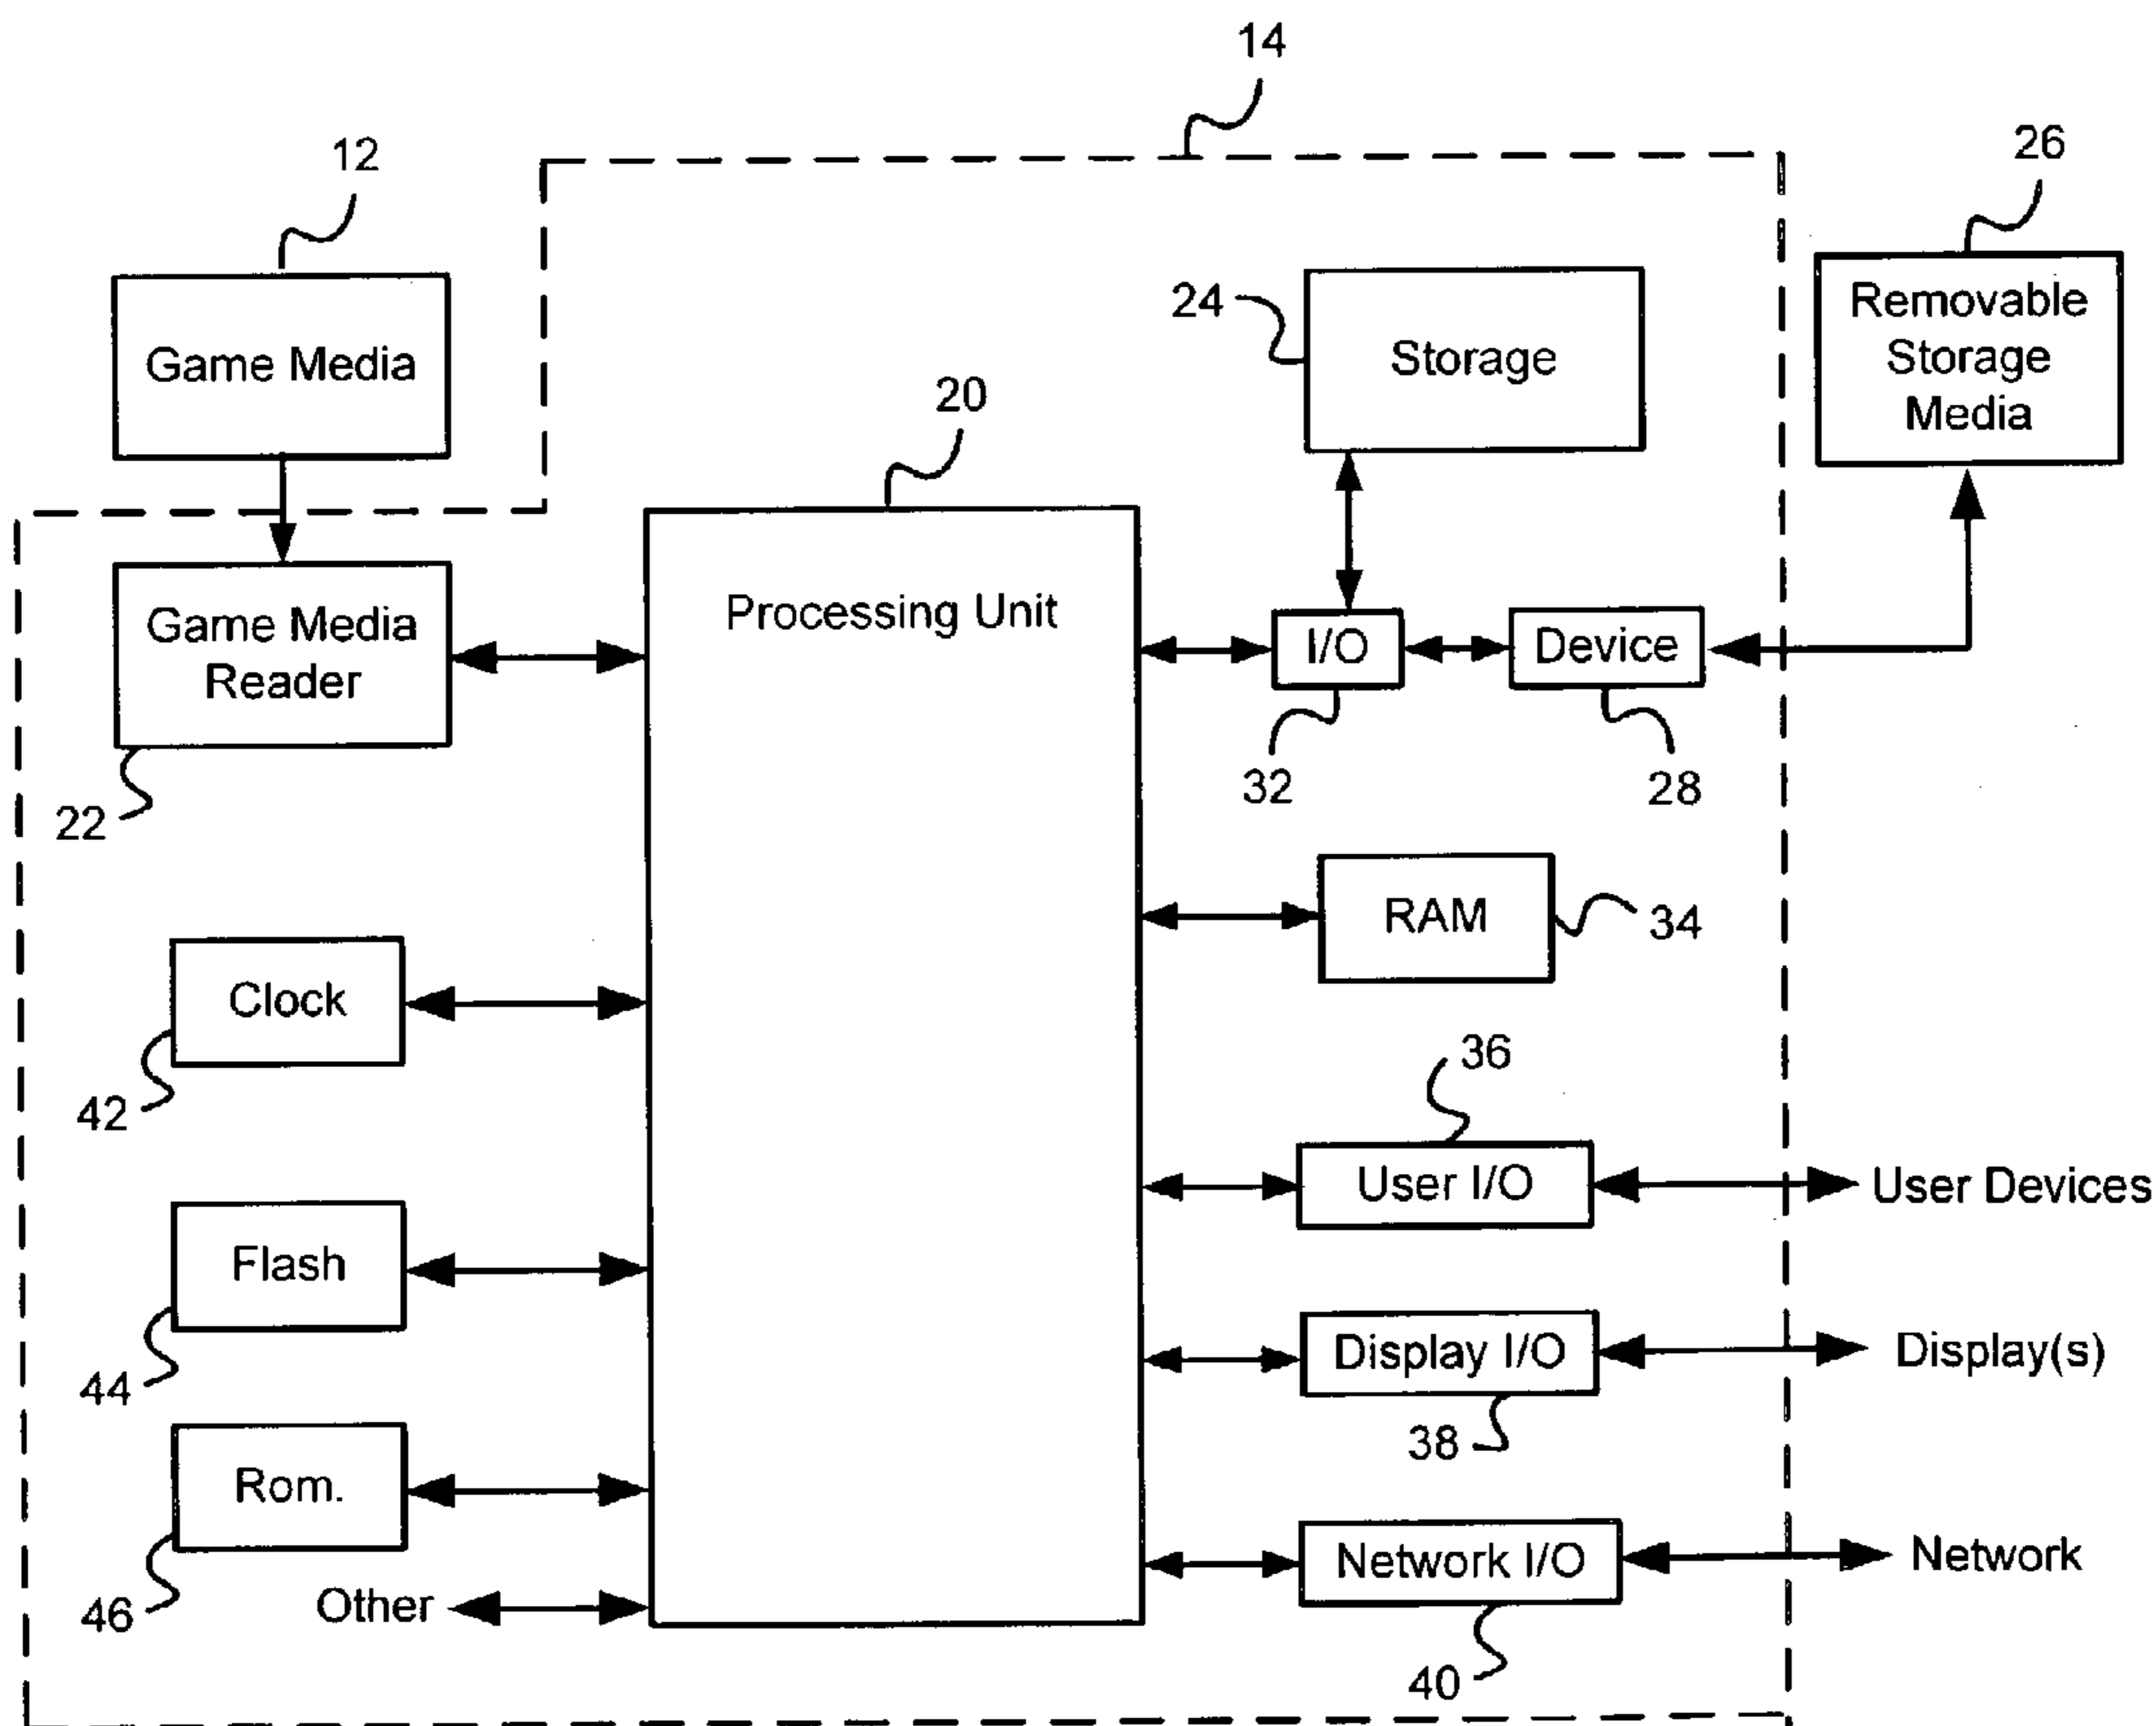 14
12
26
Game Media
24
Storage
Removable
Storage
Media
20
Game Media
Reader
Processing Unit
I/O
Device
22
32
28
RAM
34
Clock
42
36
User I/O
User Devices
Flash
44
Display I/O
Display(s)
38
Rom.
46
Network I/O
Network
Other
40